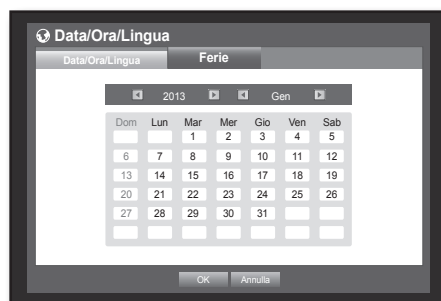 Data/Ora/Lingua
Data/Ora/Lingua Ferie
2013 Gen
Dom Lun Mar Mer Gio Ven Sab
1 2 3 4 5
6 7 8 9 10 11 12
13 14 15 16 17 18 19
20 21 22 23 24 25 26
27 28 29 30 31
OK Annulla